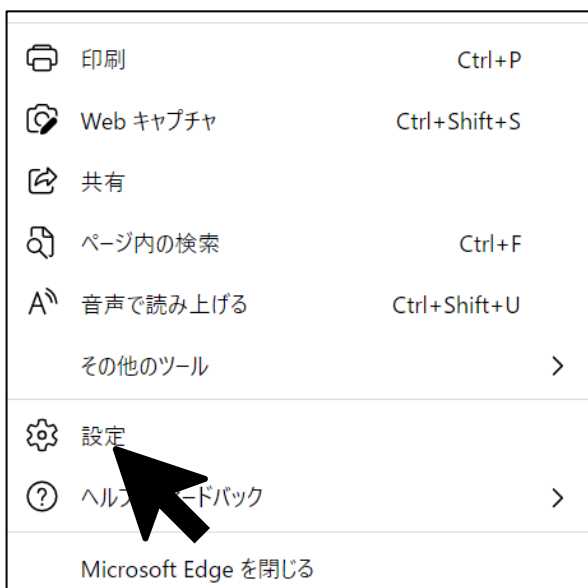 印刷 Ctrl+P
Web キャプチャ Ctrl+Shift+S
共有
ページ内の検索 Ctrl+F
音声で読み上げる Ctrl+Shift+U
その他のツール
設定
ヘル ードバック
Microsoft Edge を閉じる